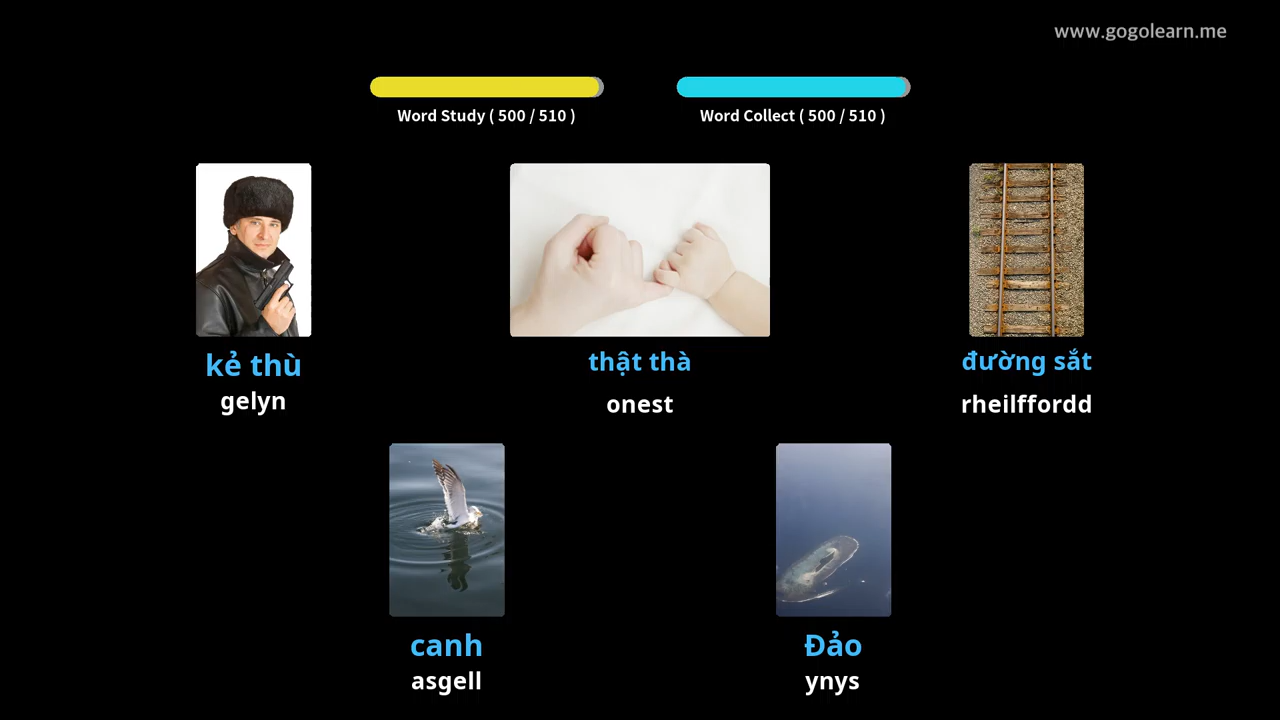 www.gogolearn.me
Word Study ( 500 / 510 )
Word Collect ( 500 / 510 )
kẻ thù
gelyn
thật thà
onest
đường sắt
rheilffordd
canh
asgell
Đảo
ynys